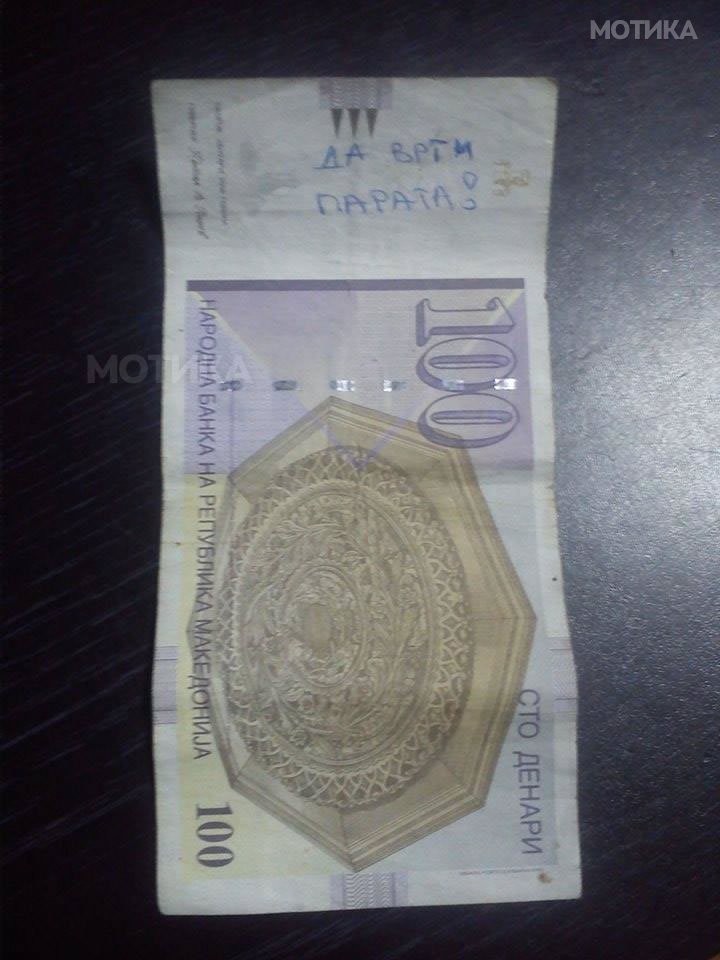 МОТИКА
ДА ВРТИ
ПАРАТА
100
МОТИКА
НАРОДНА БАНКА НА РЕПУБЛИКА МАКЕДОНИЈА
СТО ДЕНАРИ
100